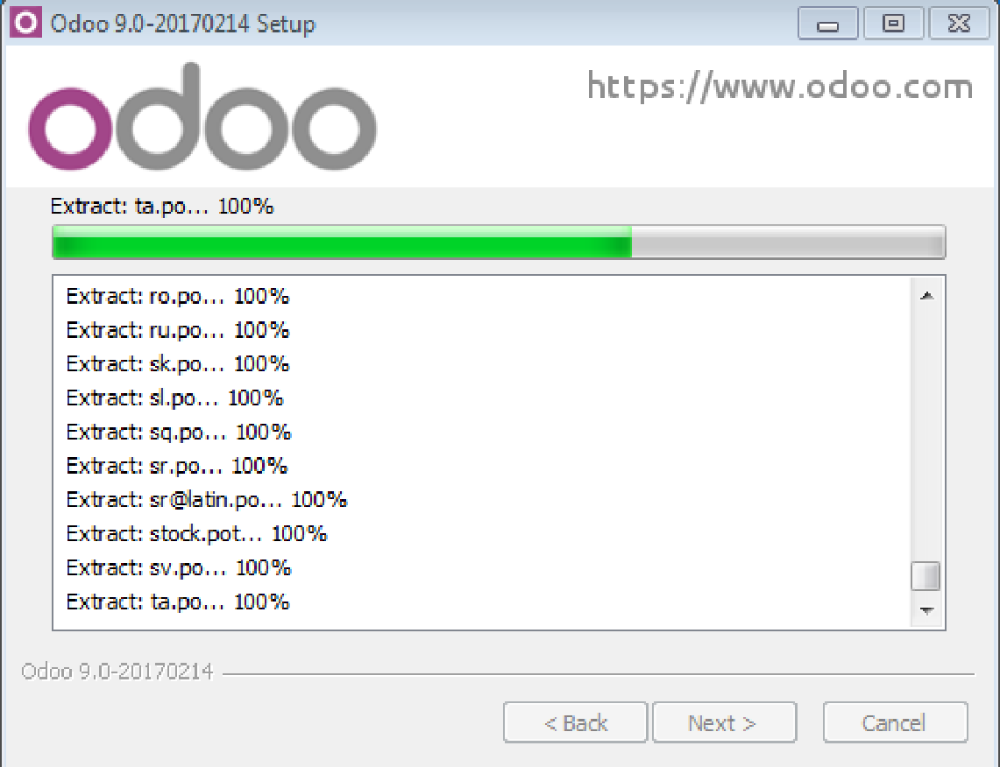 Odoo 9.0-20170214 Setup
odoo
https://www.odoo.com
Extract: ta.po... 100%
Extract: ro.po... 100%
Extract: ru.po... 100%
Extract: sk.po... 100%
Extract: sl.po... 100%
Extract: sq.po... 100%
Extract: sr.po... 100%
Extract: sr@latin.po... 100%
Extract: stock.pot... 100%
Extract: sv.po... 100%
Extract: ta.po... 100%
Odoo 9.0-20170214
< Back Next > Cancel